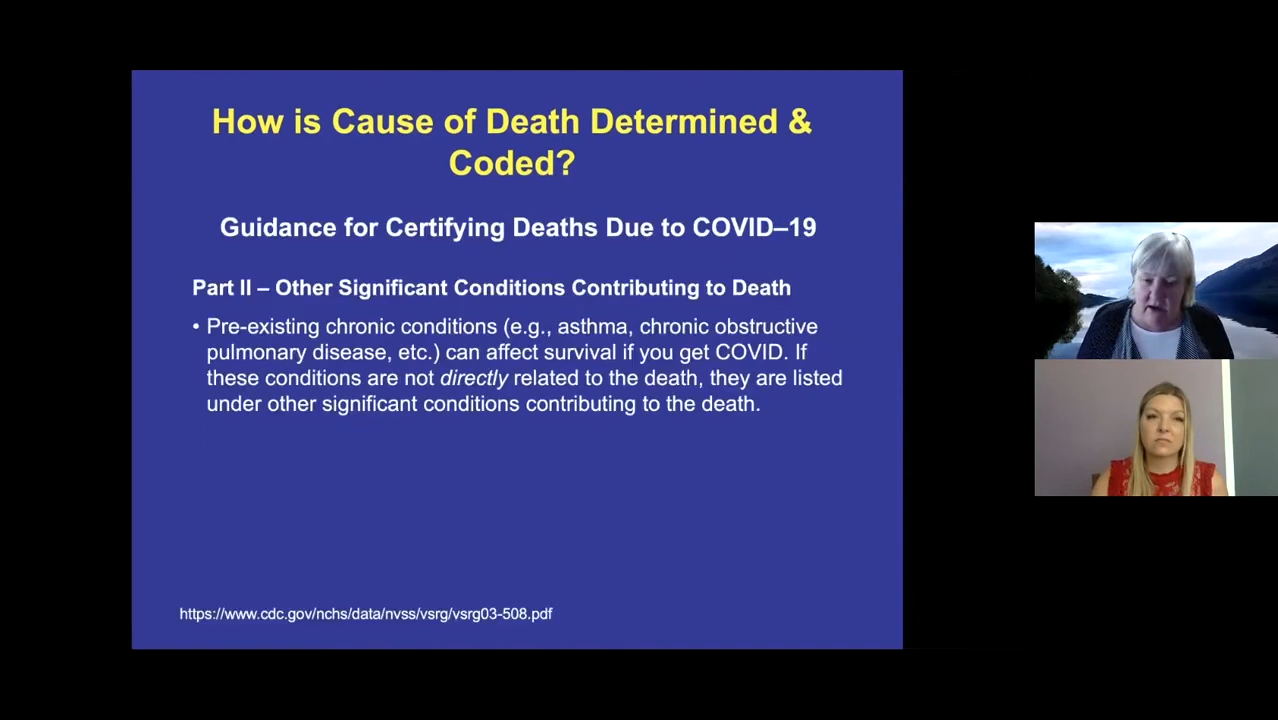 How is Cause of Death Determined &
Coded?
Guidance for Certifying Deaths Due to COVID–19
Part II – Other Significant Conditions Contributing to Death
• Pre-existing chronic conditions (e.g., asthma, chronic obstructive
pulmonary disease, etc.) can affect survival if you get COVID. If
these conditions are not directly related to the death, they are listed
under other significant conditions contributing to the death.
https://www.cdc.gov/nchs/data/nvss/vsrg/vsrg03-508.pdf